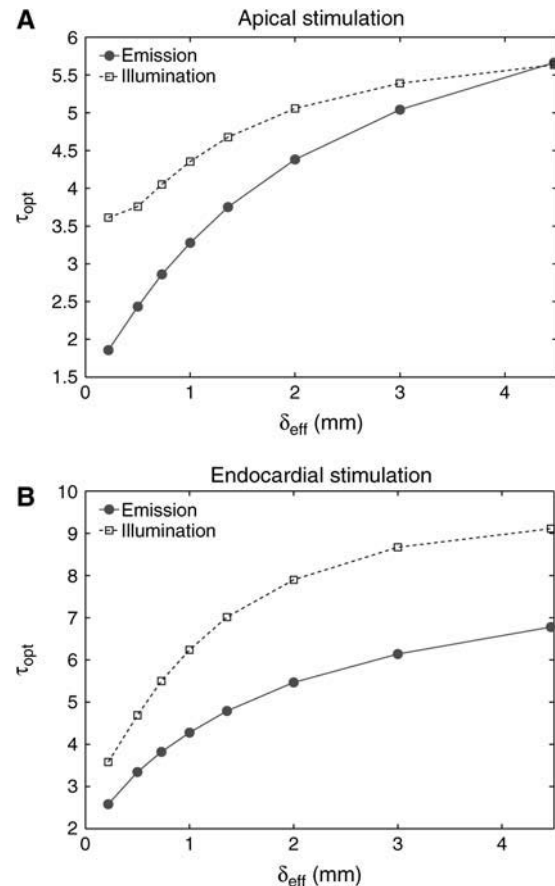 A
Apical stimulation
6
5.5
5
4.5
4
3.5
3
2.5
2
1.5
Emission
Illumination
τopt
0 1 2 3 4
δeff (mm)
B
Endocardial stimulation
10
9
8
7
6
5
4
3
2
Emission
Illumination
τopt
0 1 2 3 4
δeff (mm)